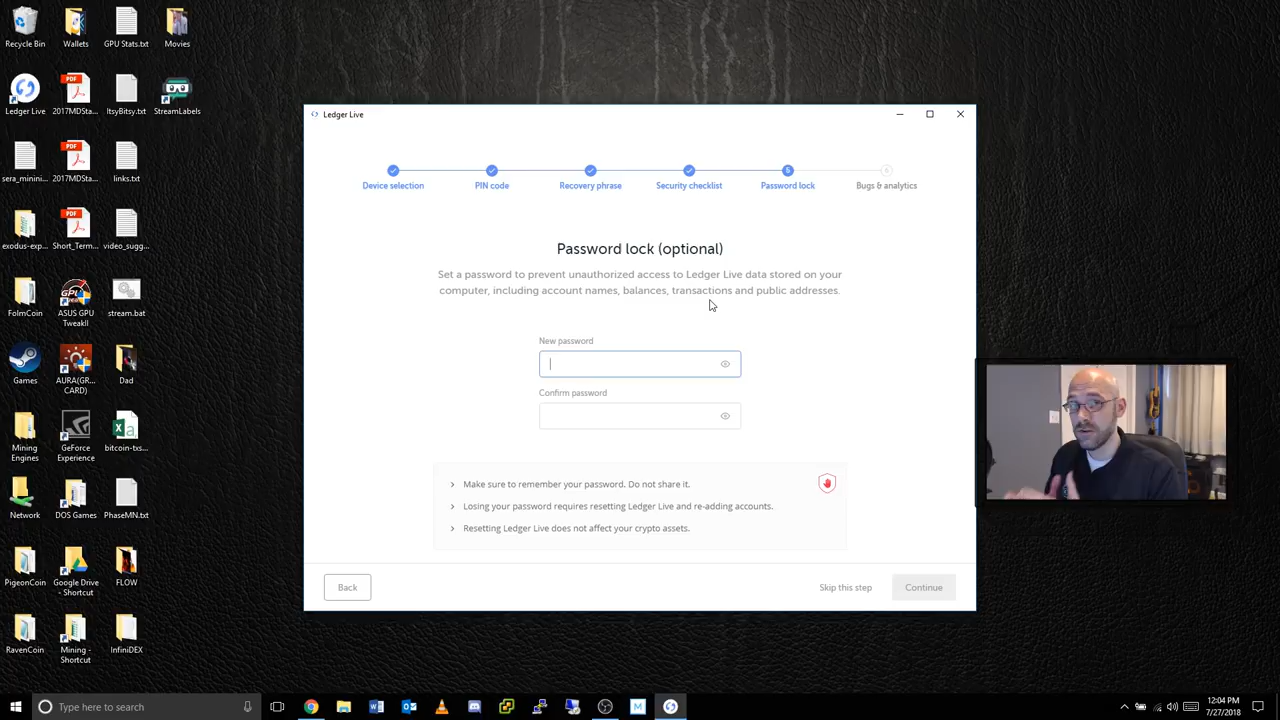 Recycle Bin
Wallets
GPU Stats.txt
Movies
Ledger Live
PDF
2017MDSta...
ItsyBitsy.txt
StreamLabels
sera_minini...
PDF
2017MDSta...
links.txt
exodus-exp...
PDF
Short_Term...
video_sugg...
FolmCoin
GPU
ASUS GPU
TweakII
stream.bat
Games
AURA(GR...
CARD)
Dad
Mining
Engines
GeForce
Experience
bitcoin-txs...
Network
DOS Games
PhaseMN.txt
PigeonCoin
Google Drive
- Shortcut
FLOW
RavenCoin
Mining -
Shortcut
InfiniDEX
Ledger Live
Device selection
PIN code
Recovery phrase
Security checklist
5
Password lock
6
Bugs & analytics
Password lock (optional)
Set a password to prevent unauthorized access to Ledger Live data stored on your
computer, including account names, balances, transactions and public addresses.
New password
Confirm password
Make sure to remember your password. Do not share it.
Losing your password requires resetting Ledger Live and re-adding accounts.
Resetting Ledger Live does not affect your crypto assets.
Back
Skip this step
Continue
Type here to search
M
12:04 PM
7/27/2018